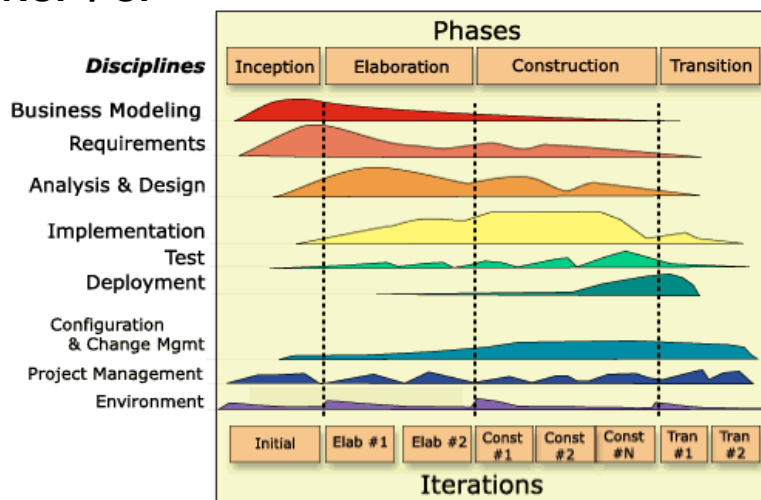 Phases
Disciplines
Inception
Elaboration
Construction
Transition
Business Modeling
Requirements
Analysis & Design
Implementation
Test
Deployment
Configuration
& Change Mgmt
Project Management
Environment
Initial
Elab #1
Elab #2
Const
#1
Const
#2
Const
#N
Tran
#1
Tran
#2
Iterations